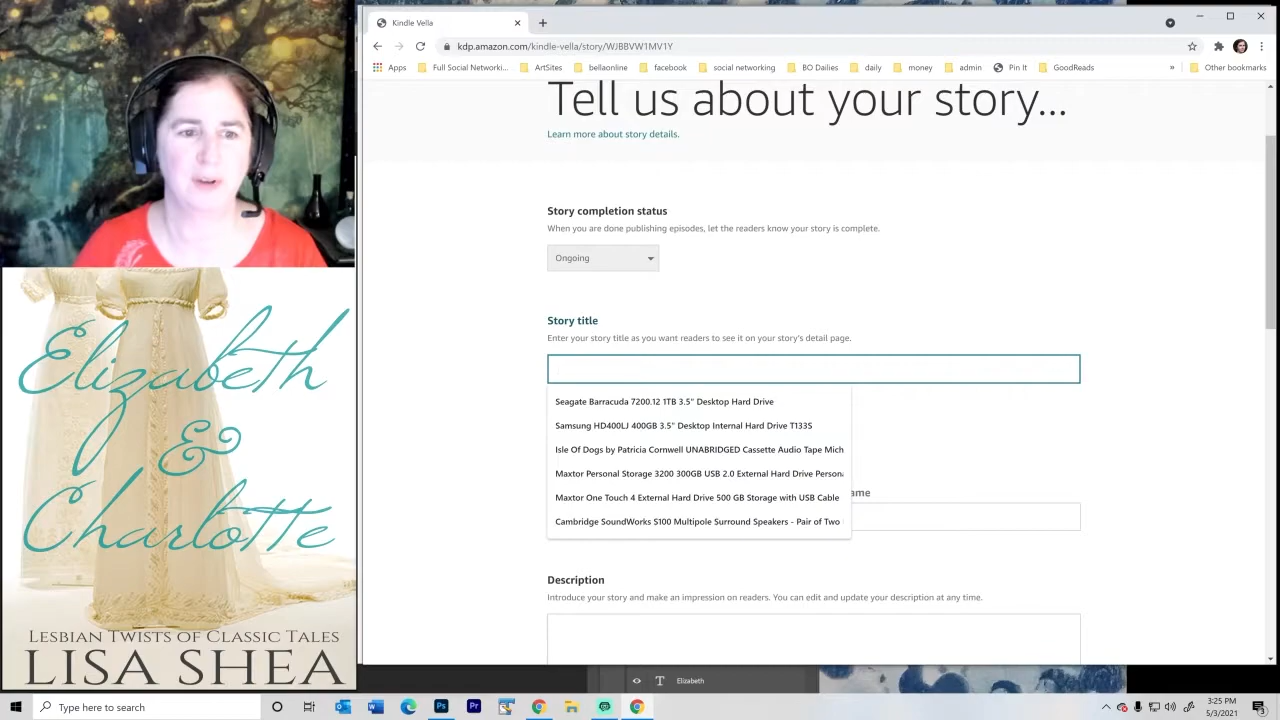 Kindle Vella
kdp.amazon.com/kindle-vella/story/WJBBVW1MV1Y
Apps
Full Social Networki...
ArtSites
bellaonline
facebook
social networking
BO Dailies
daily
money
admin
Pin It
GoodReads
»
Other bookmarks
Tell us about your story...
Learn more about story details.
Story completion status
When you are done publishing episodes, let the readers know your story is complete.
Ongoing
Story title
Enter your story title as you want readers to see it on your story's detail page.
Seagate Barracuda 7200.12 1TB 3.5" Desktop Hard Drive
Samsung HD400LJ 400GB 3.5" Desktop Internal Hard Drive T133S
Isle Of Dogs by Patricia Cornwell UNABRIDGED Cassette Audio Tape Mich
Maxtor Personal Storage 3200 300GB USB 2.0 External Hard Drive Persona
Maxtor One Touch 4 External Hard Drive 500 GB Storage with USB Cable
Cambridge SoundWorks S100 Multipole Surround Speakers - Pair of Two
ame
Description
Introduce your story and make an impression on readers. You can edit and update your description at any time.
Elizabeth
&
Charlotte
LESBIAN TWISTS OF CLASSIC TALES
LISA SHEA
T Elizabeth
Type here to search
3:25 PM
5/3/2021